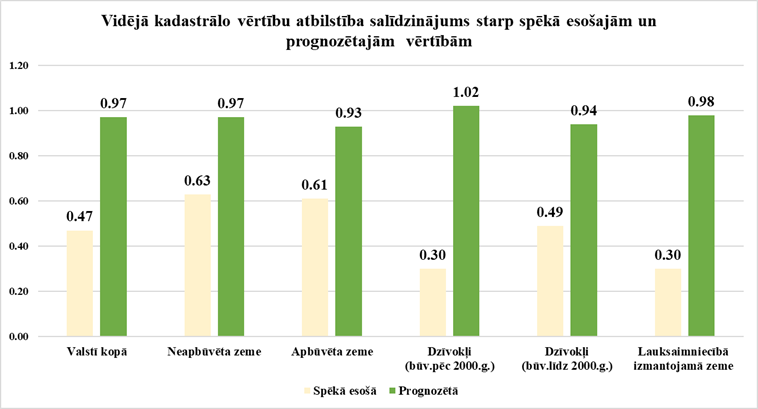 Vidējā kadastrālo vērtību atbilstība salīdzinājums starp spēkā esošajām un
prognozētajām vērtībām
1.20
1.00
0.80
0.60
0.40
0.20
0.00
0.47
0.97
0.63
0.97
0.61
0.93
0.30
1.02
0.49
0.94
0.30
0.98
Valstī kopā
Neapbūvēta zeme
Apbūvēta zeme
Dzīvokļi
(būv.pēc 2000.g.)
Dzīvokļi
(būv.līdz 2000.g.)
Lauksaimniecībā
izmantojamā zeme
Spēkā esošā
Prognozētā